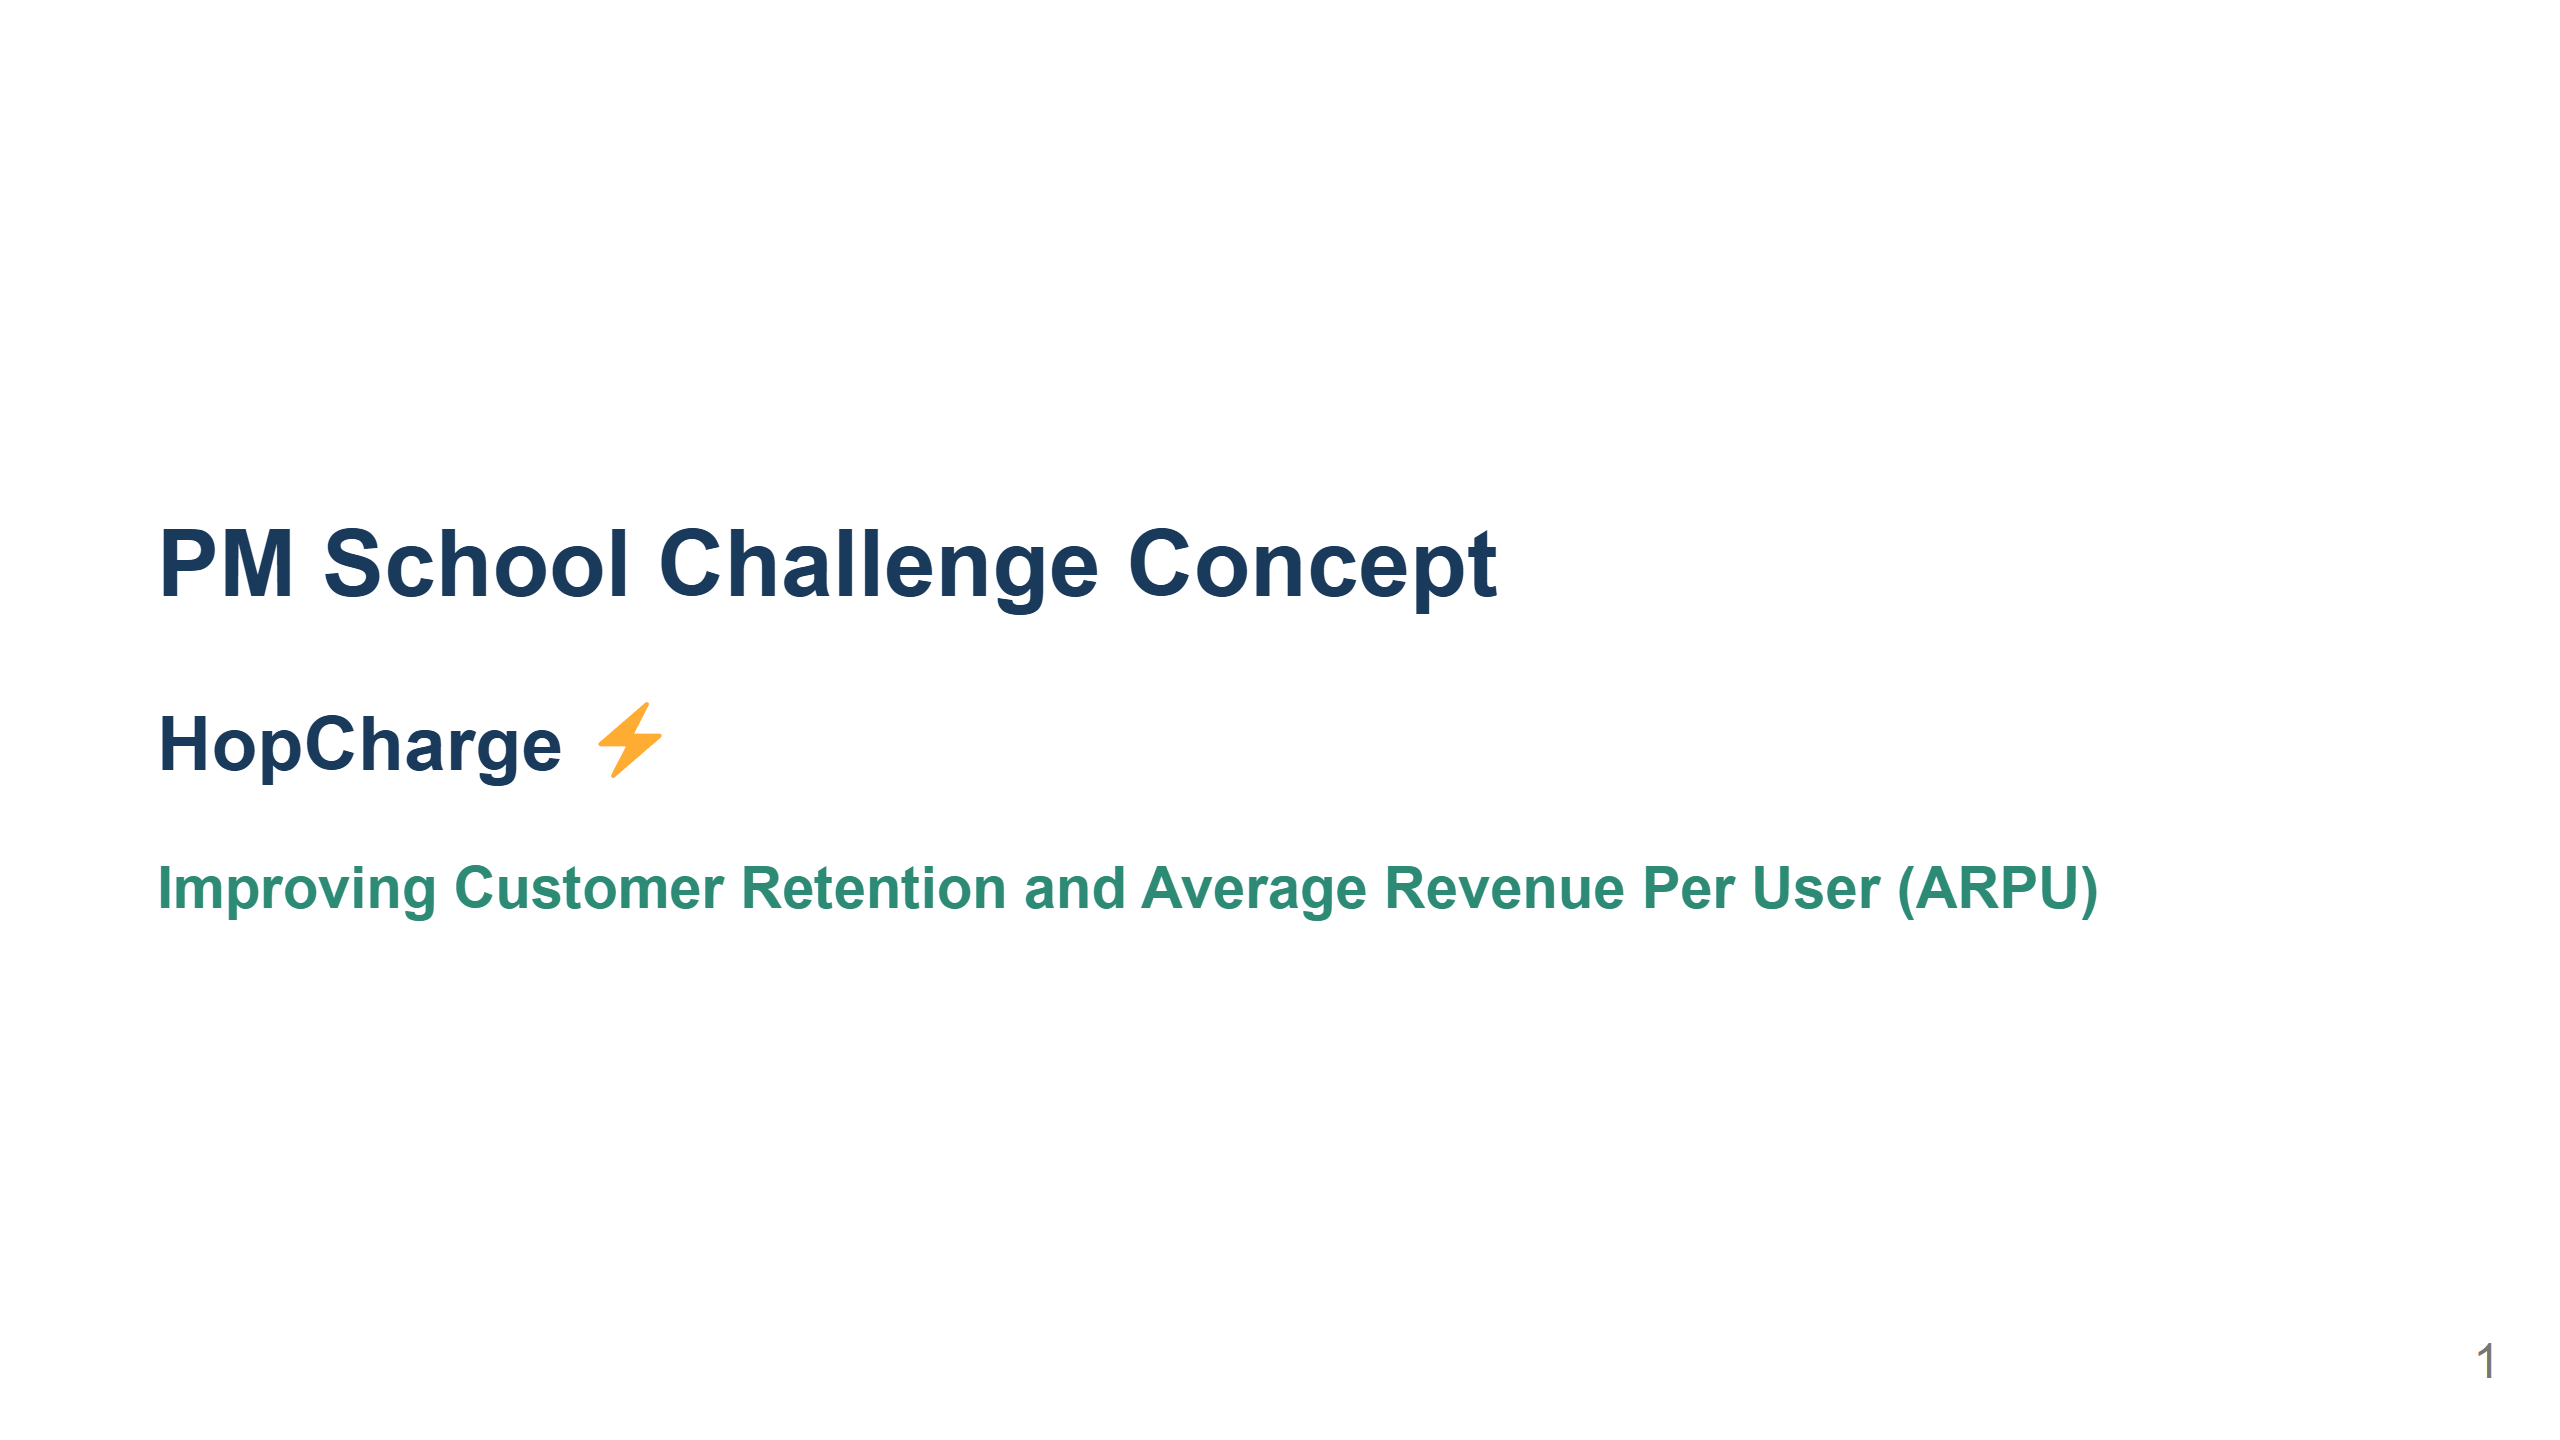 PM School Challenge Concept
HopCharge ⚡
Improving Customer Retention and Average Revenue Per User (ARPU)
1